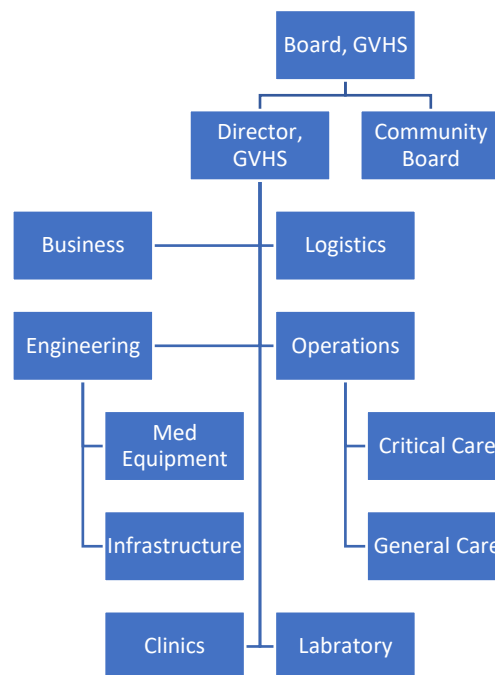 Board, GVHS
Director,
GVHS
Community
Board
Business
Logistics
Engineering
Operations
Med
Equipment
Critical Care
Infrastructure
General Care
Clinics
Labratory